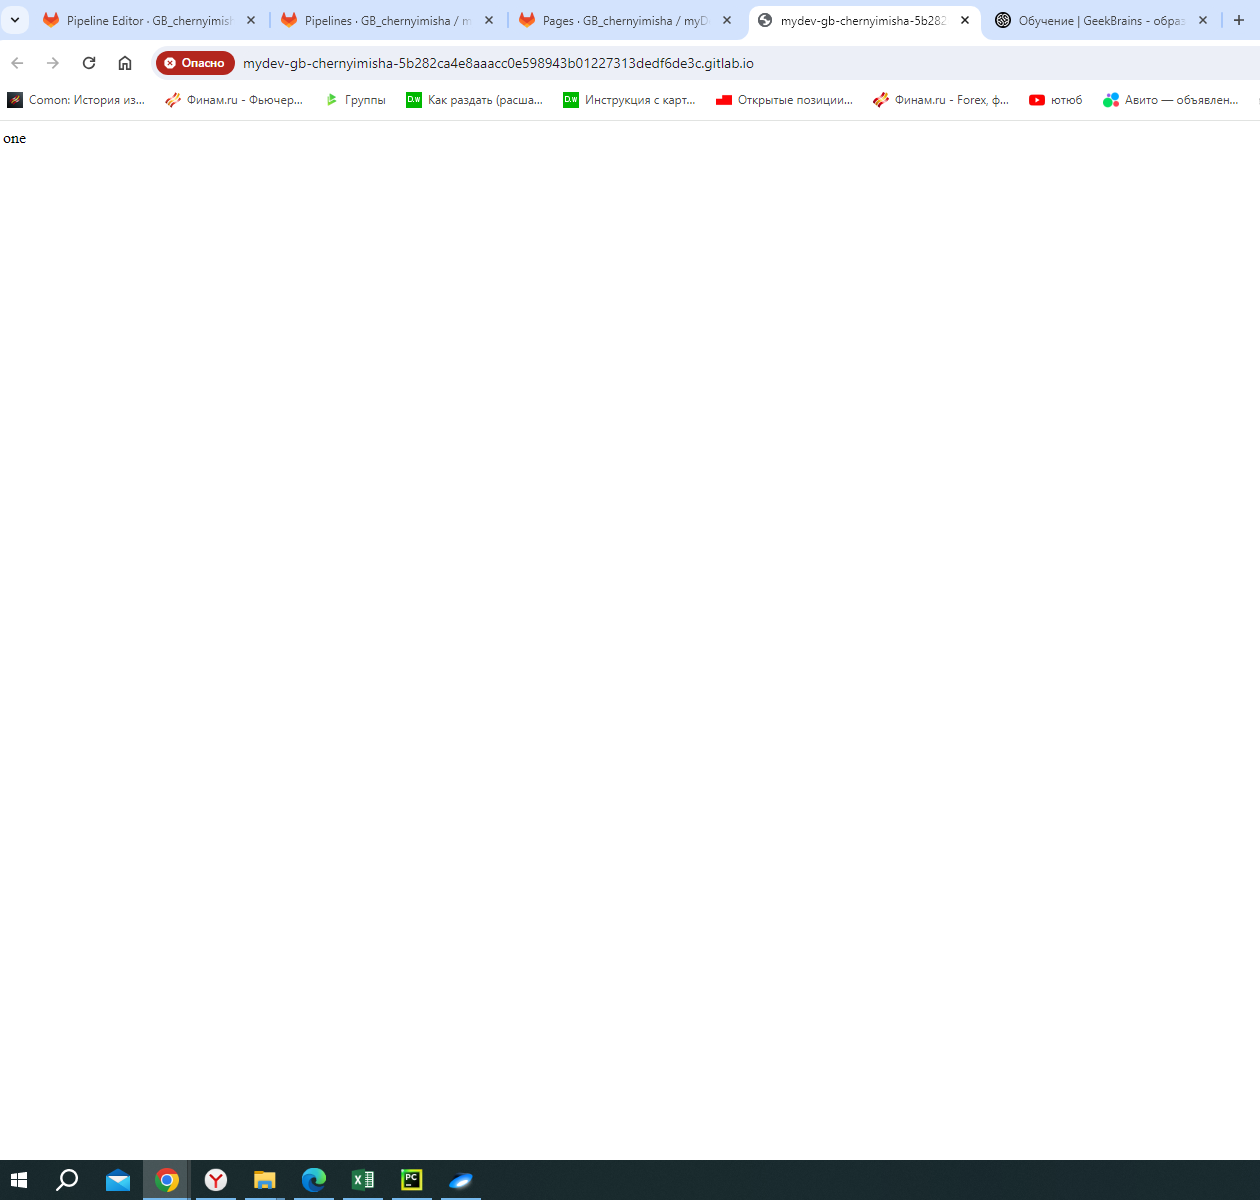 Pipeline Editor · GB_chernyimish
Pipelines · GB_chernyimisha / m
Pages · GB_chernyimisha / myD
mydev-gb-chernyimisha-5b282
Обучение | GeekBrains - образ
Опасно
mydev-gb-chernyimisha-5b282ca4e8aaacc0e598943b01227313dedf6de3c.gitlab.io
Comon: История из...
Финам.ru - Фьючер...
Группы
D.w
Как раздать (расша...
D.w
Инструкция с карт...
Открытые позиции...
Финам.ru - Forex, ф...
ютюб
Авито — объявлен...
one
PC